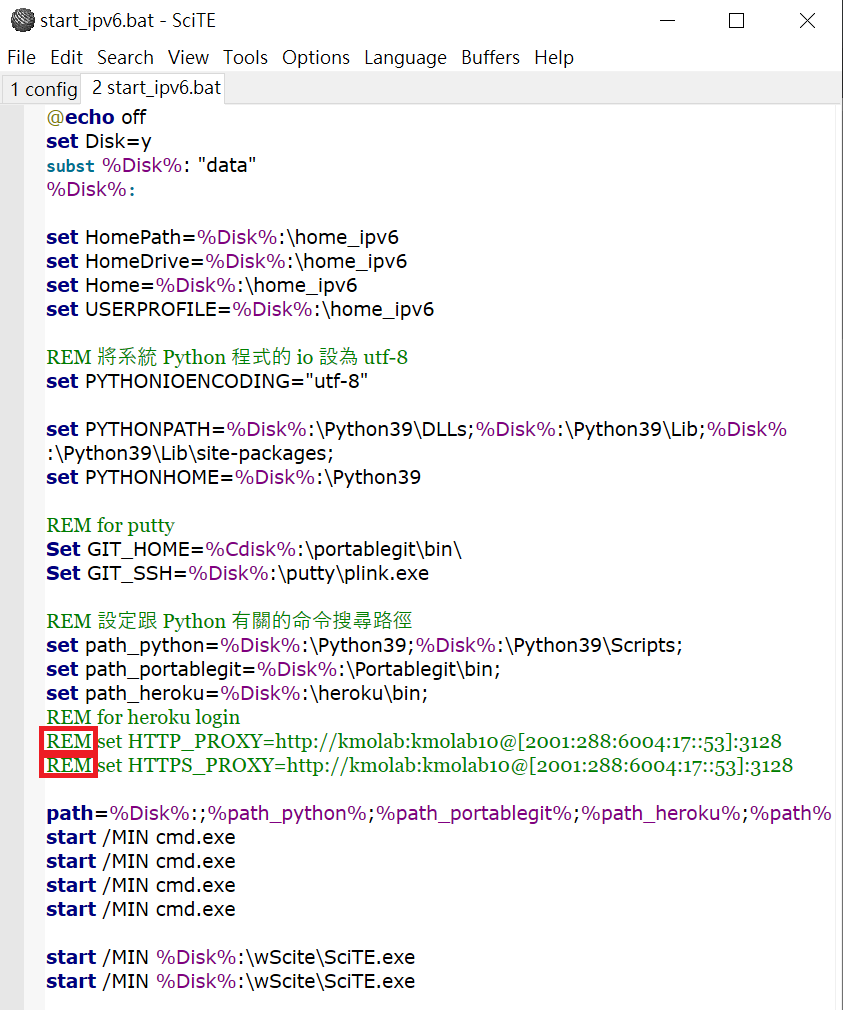 start_ipv6.bat - SciTE
File Edit Search View Tools Options Language Buffers Help
1 config 2 start_ipv6.bat
@echo off
set Disk=y
subst %Disk%: "data"
%Disk%:
set HomePath=%Disk%:\home_ipv6
set HomeDrive=%Disk%:\home_ipv6
set Home=%Disk%:\home_ipv6
set USERPROFILE=%Disk%:\home_ipv6
REM 將系統 Python 程式的 io 設為 utf-8
set PYTHONIOENCODING="utf-8"
set PYTHONPATH=%Disk%:\Python39\DLLs;%Disk%:\Python39\Lib;%Disk%
:\Python39\Lib\site-packages;
set PYTHONHOME=%Disk%:\Python39
REM for putty
Set GIT_HOME=%Cdisk%:\portablegit\bin\
Set GIT_SSH=%Disk%:\putty\plink.exe
REM 設定跟 Python 有關的命令搜尋路徑
set path_python=%Disk%:\Python39;%Disk%:\Python39\Scripts;
set path_portablegit=%Disk%:\Portablegit\bin;
set path_heroku=%Disk%:\heroku\bin;
REM for heroku login
REM set HTTP_PROXY=http://kmolab:kmolab10@[2001:288:6004:17::53]:3128
REM set HTTPS_PROXY=http://kmolab:kmolab10@[2001:288:6004:17::53]:3128
path=%Disk%:;%path_python%;%path_portablegit%;%path_heroku%;%path%
start /MIN cmd.exe
start /MIN cmd.exe
start /MIN cmd.exe
start /MIN cmd.exe
start /MIN %Disk%:\wScite\SciTE.exe
start /MIN %Disk%:\wScite\SciTE.exe